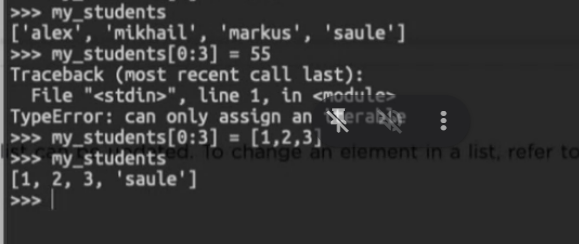 >>> my_students
['alex', 'mikhail', 'markus', 'saule']
>>> my_students[0:3] = 55
Traceback (most recent call last):
  File "<stdin>", line 1, in <module>
TypeError: can only assign an iterable
>>> my_students[0:3] = [1,2,3]
list can be updated. To change an element in a list, refer to
>>> my_students
[1, 2, 3, 'saule']
>>>